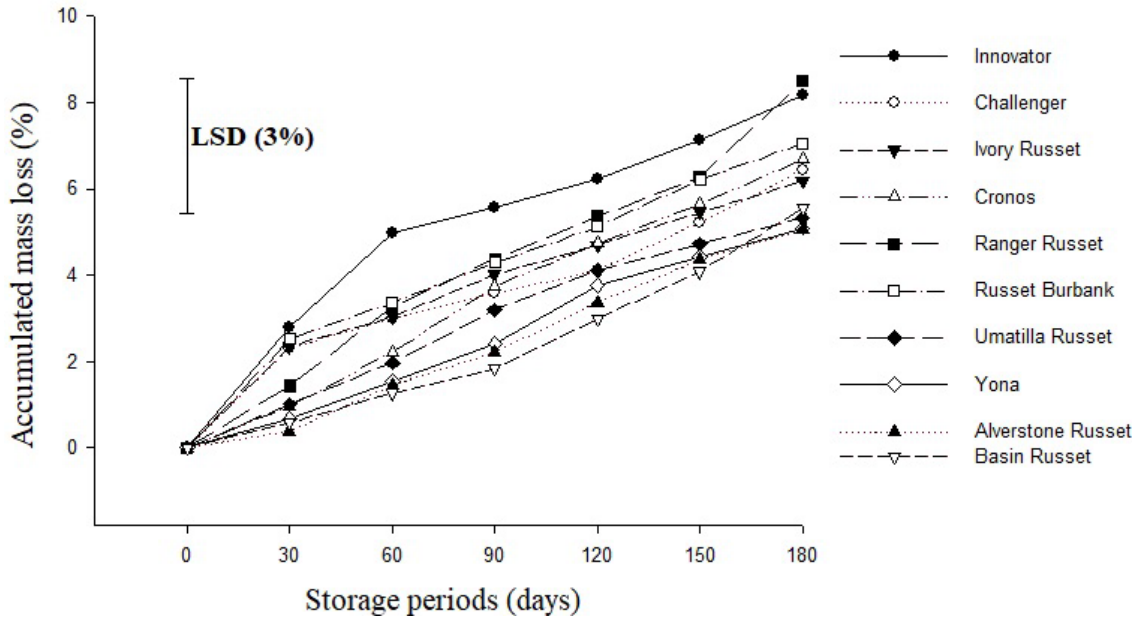 10
8
6
4
2
0
Accumulated mass loss (%)
LSD (3%)
0 30 60 90 120 150 180
Storage periods (days)
Innovator
Challenger
Ivory Russet
Cronos
Ranger Russet
Russet Burbank
Umatilla Russet
Yona
Alverstone Russet
Basin Russet